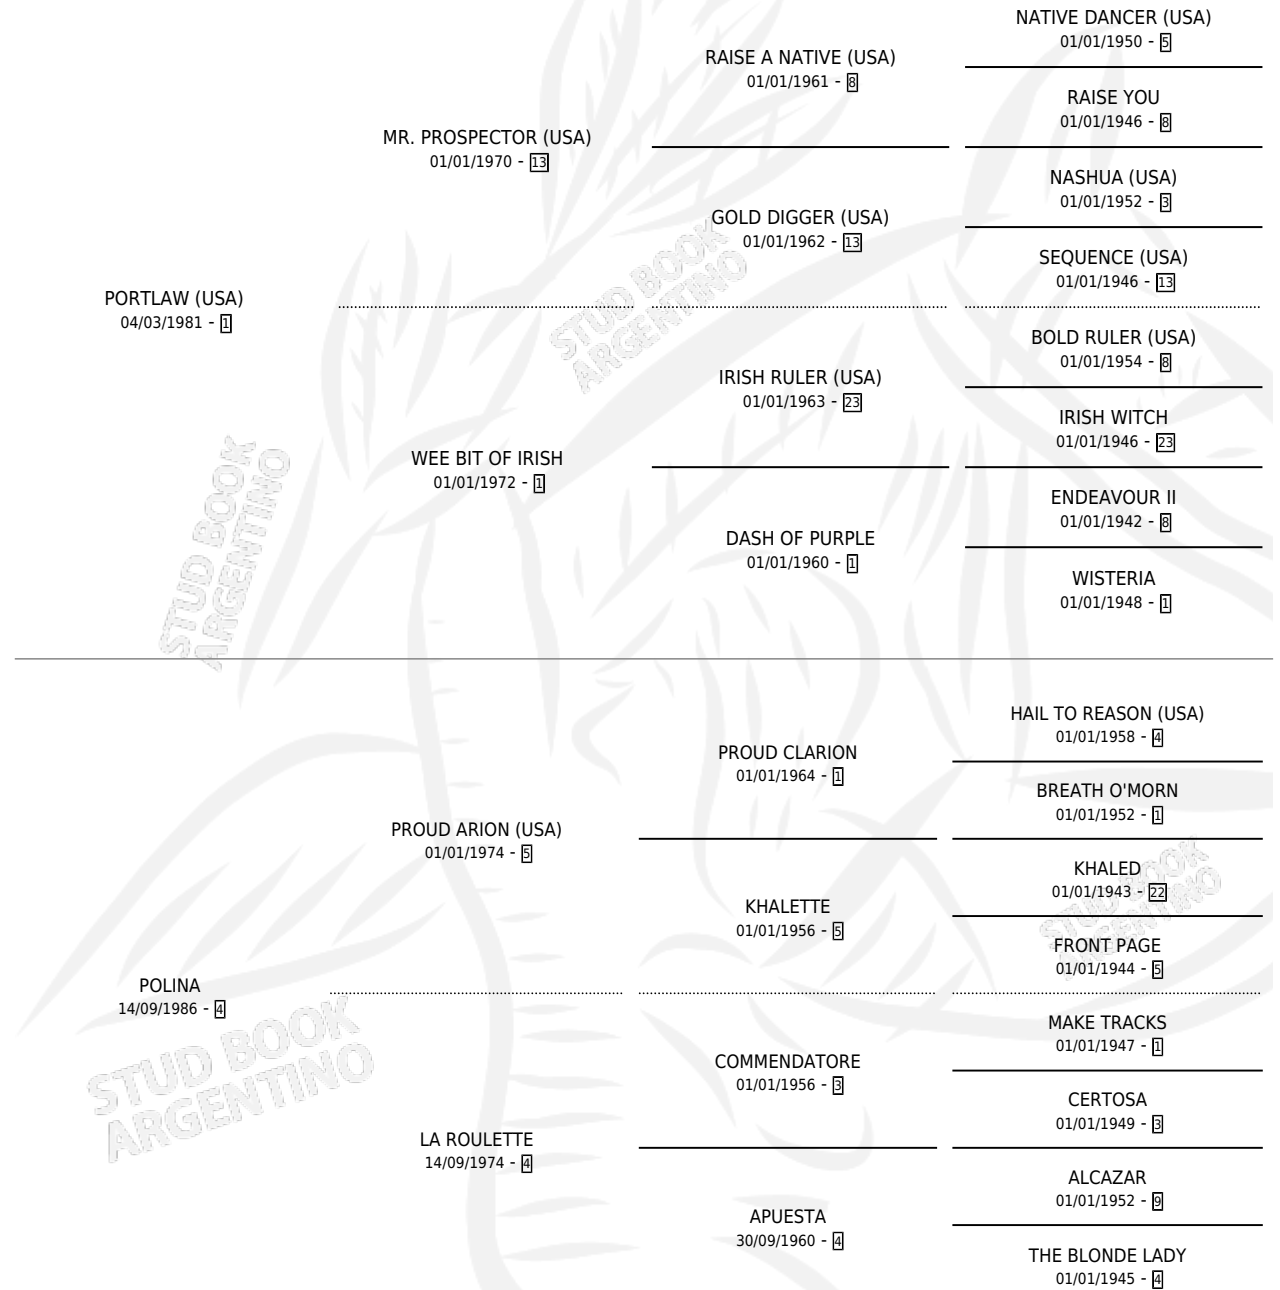 NATIVE DANCER (USA)
01/01/1950 - 5
RAISE A NATIVE (USA)
01/01/1961 - 8
RAISE YOU
01/01/1946 - 8
MR. PROSPECTOR (USA)
01/01/1970 - 13
NASHUA (USA)
01/01/1952 - 3
GOLD DIGGER (USA)
01/01/1962 - 13
SEQUENCE (USA)
01/01/1946 - 13
PORTLAW (USA)
04/03/1981 - 1
STUD BOOK
ARGENTINO
BOLD RULER (USA)
01/01/1954 - 8
IRISH RULER (USA)
01/01/1963 - 23
IRISH WITCH
01/01/1946 - 23
WEE BIT OF IRISH
01/01/1972 - 1
ENDEAVOUR II
01/01/1942 - 8
DASH OF PURPLE
01/01/1960 - 1
WISTERIA
01/01/1948 - 1
STUD BOOK
ARGENTINO
HAIL TO REASON (USA)
01/01/1958 - 4
PROUD CLARION
01/01/1964 - 1
BREATH O'MORN
01/01/1952 - 1
PROUD ARION (USA)
01/01/1974 - 5
KHALED
01/01/1943 - 22
KHALETTE
01/01/1956 - 5
STUD BOOK
ARGENTINO
FRONT PAGE
01/01/1944 - 5
POLINA
14/09/1986 - 4
STUD BOOK
ARGENTINO
MAKE TRACKS
01/01/1947 - 1
COMMENDATORE
01/01/1956 - 3
CERTOSA
01/01/1949 - 3
LA ROULETTE
14/09/1974 - 4
ALCAZAR
01/01/1952 - 9
APUESTA
30/09/1960 - 4
THE BLONDE LADY
01/01/1945 - 4